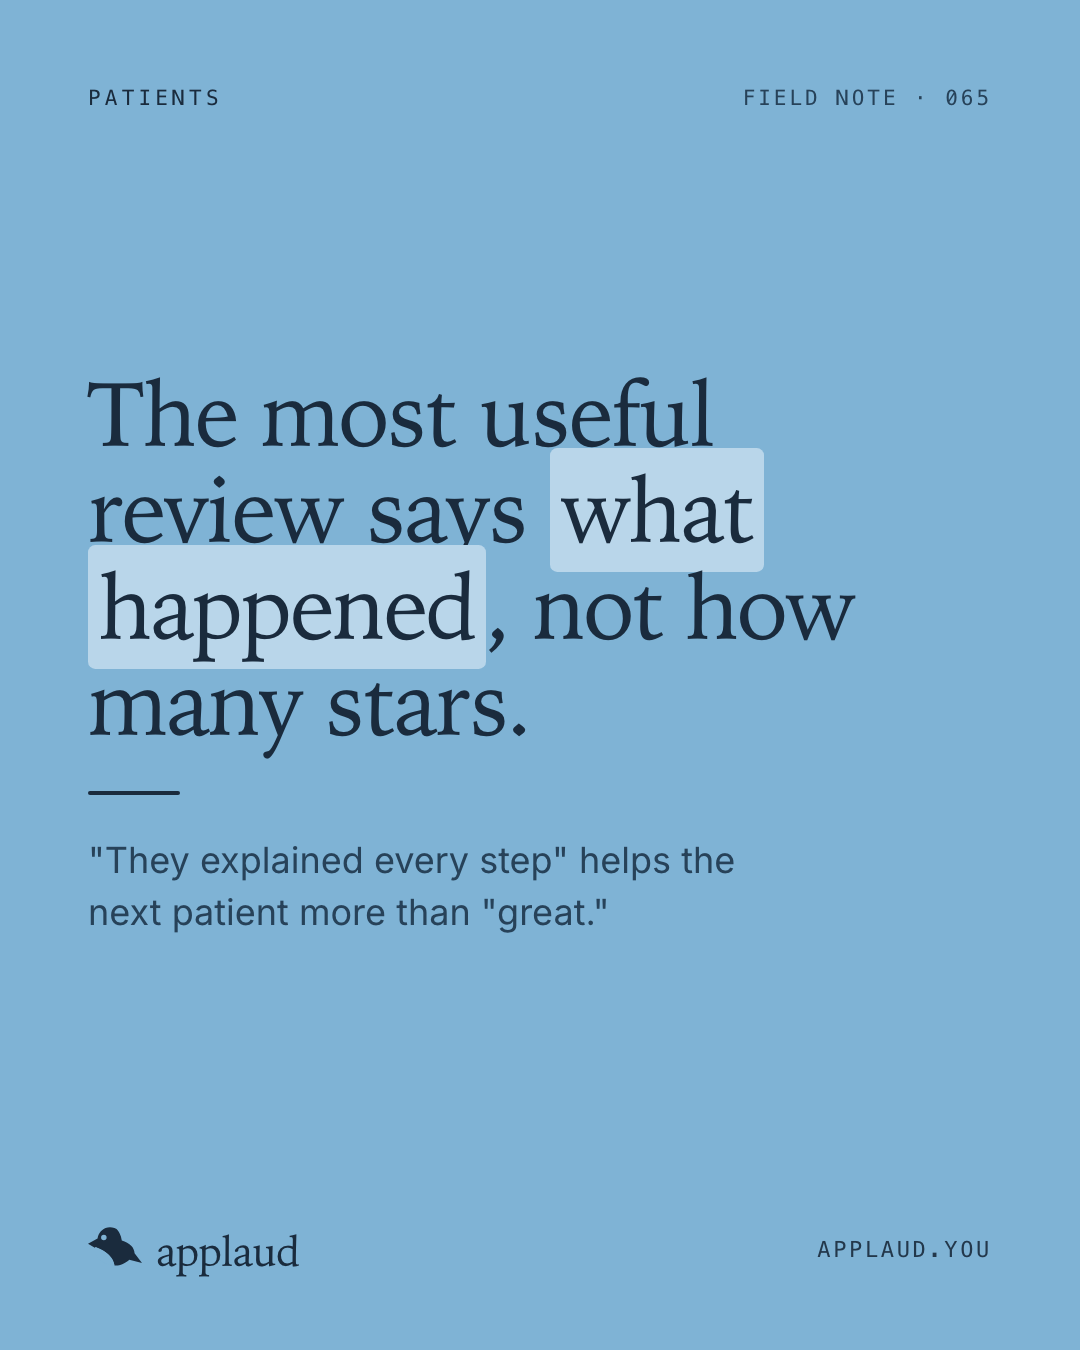 PATIENTS
FIELD NOTE · 065
The most useful
review says what
happened, not how
many stars.
"They explained every step" helps the
next patient more than "great."
applaud
APPLAUD.YOU